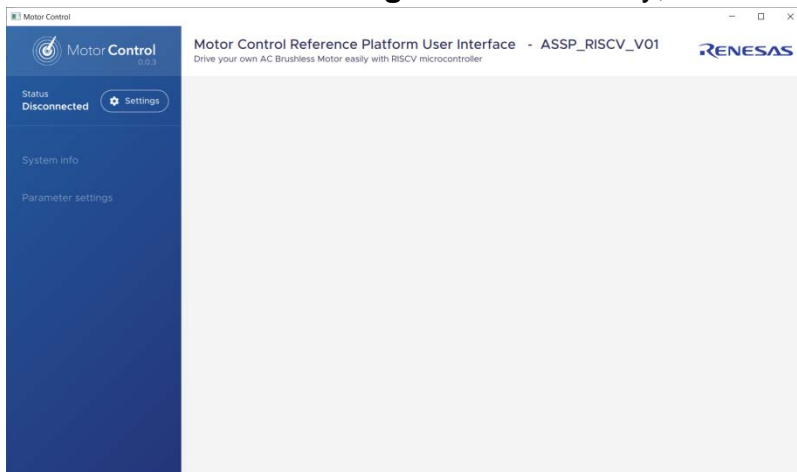 Motor Control
Motor Control
0.0.3
Motor Control Reference Platform User Interface - ASSP_RISCV_V01
Drive your own AC Brushless Motor easily with RISCV microcontroller
RENESAS
Status
Disconnected
Settings
System info
Parameter settings